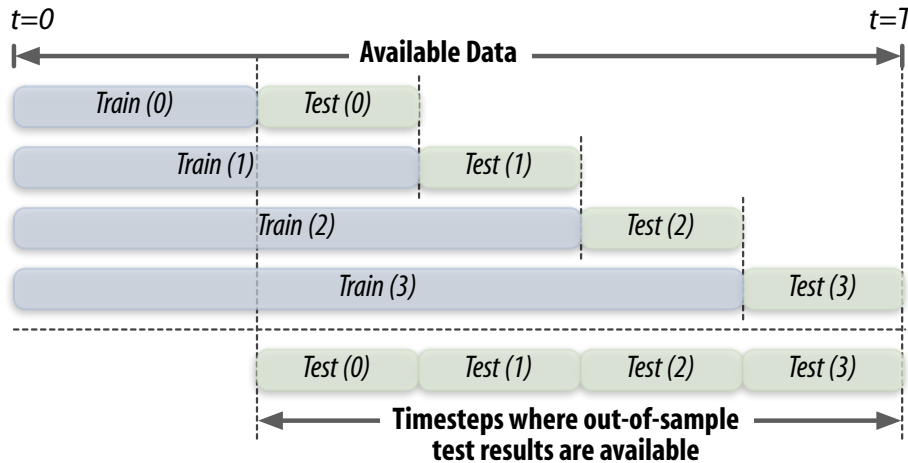 t=0
t=T
Available Data
Train (0)
Test (0)
Train (1)
Test (1)
Train (2)
Test (2)
Train (3)
Test (3)
Test (0)
Test (1)
Test (2)
Test (3)
Timesteps where out-of-sample
test results are available